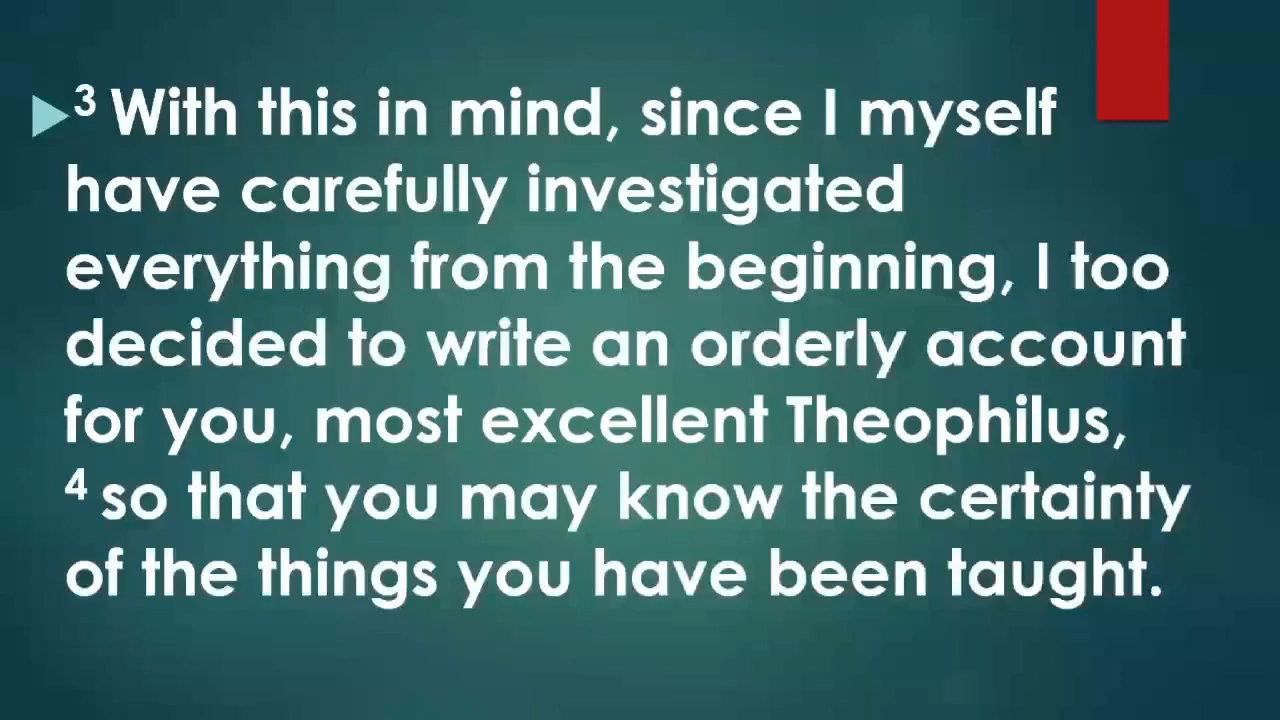 ³ With this in mind, since I myself
have carefully investigated
everything from the beginning, I too
decided to write an orderly account
for you, most excellent Theophilus,
⁴ so that you may know the certainty
of the things you have been taught.